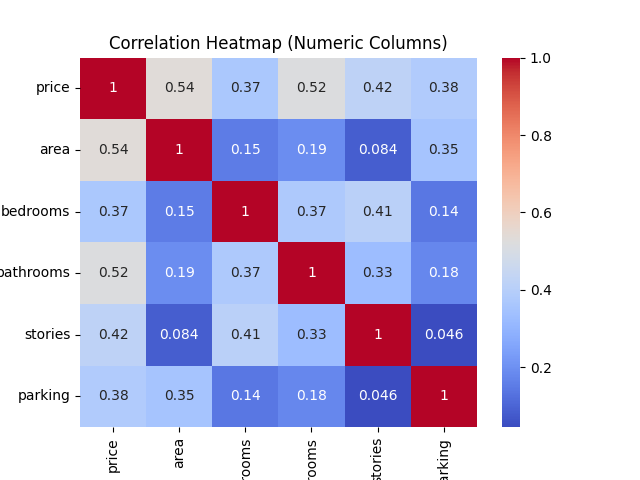 Correlation Heatmap (Numeric Columns)
price 1 0.54 0.37 0.52 0.42 0.38
area 0.54 1 0.15 0.19 0.084 0.35
bedrooms 0.37 0.15 1 0.37 0.41 0.14
bathrooms 0.52 0.19 0.37 1 0.33 0.18
stories 0.42 0.084 0.41 0.33 1 0.046
parking 0.38 0.35 0.14 0.18 0.046 1
price area rooms rooms stories arking
1.0
0.8
0.6
0.4
0.2